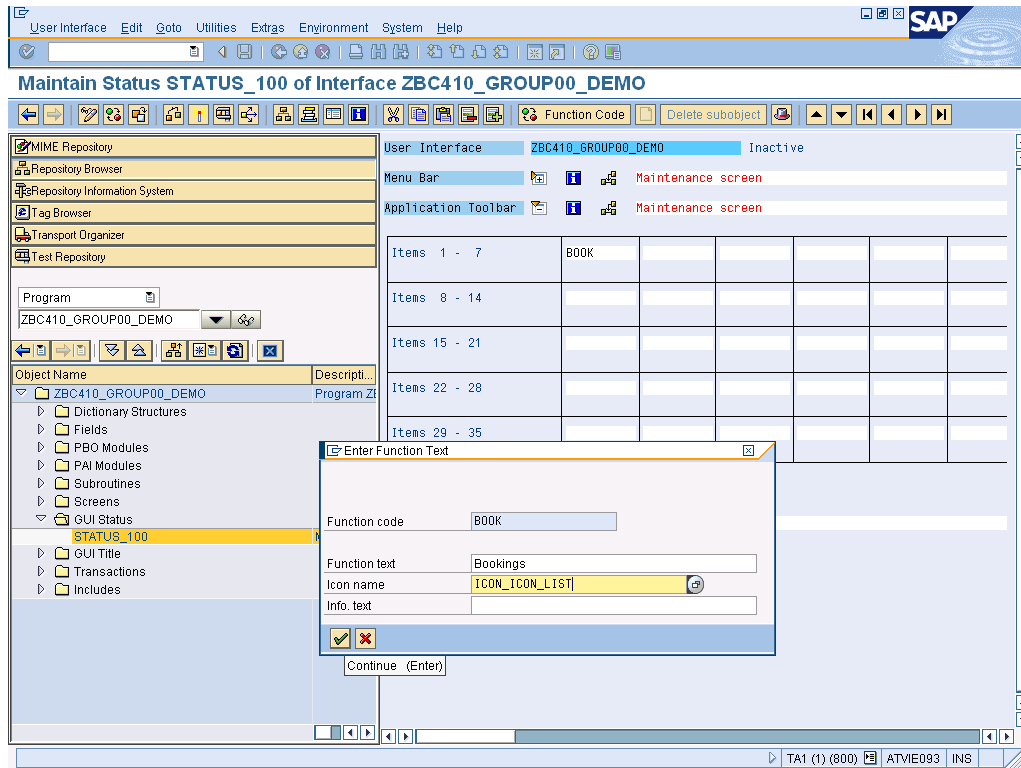 User Interface Edit Goto Utilities Extras Environment System Help
SAP
Maintain Status STATUS_100 of Interface ZBC410_GROUP00_DEMO
Function Code Delete subobject
MIME Repository
Repository Browser
Repository Information System
Tag Browser
Transport Organizer
Test Repository
Program
ZBC410_GROUP00_DEMO
Object Name Descripti...
ZBC410_GROUP00_DEMO Program ZE
Dictionary Structures
Fields
PBO Modules
PAI Modules
Subroutines
Screens
GUI Status
STATUS_100
GUI Title
Transactions
Includes
User Interface ZBC410_GROUP00_DEMO Inactive
Menu Bar Maintenance screen
Application Toolbar Maintenance screen
Items 1 - 7 BOOK
Items 8 - 14
Items 15 - 21
Items 22 - 28
Items 29 - 35
Enter Function Text
Function code BOOK
Function text Bookings
Icon name ICON_ICON_LIST
Info. text
Continue (Enter)
TA1 (1) (800) ATVIE093 INS